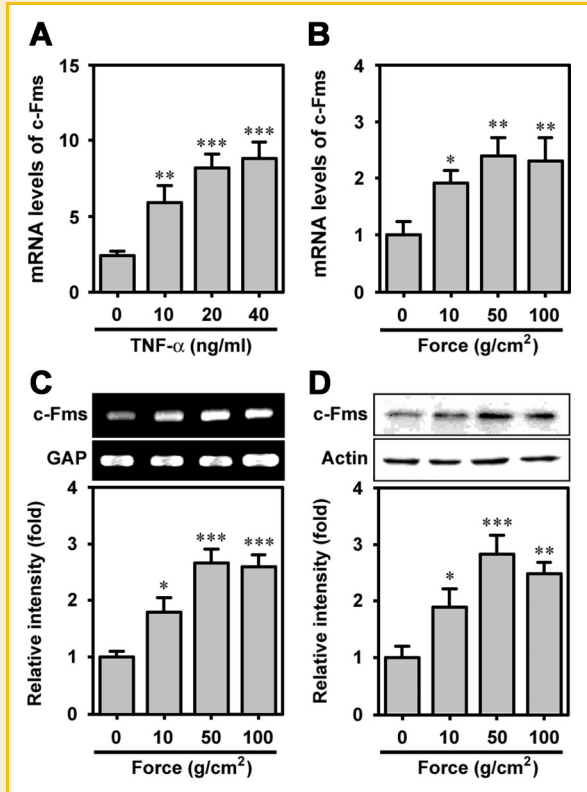 A
mRNA levels of c-Fms
15
10
5
0
**
***
***
0 10 20 40
TNF-α (ng/ml)
B
mRNA levels of c-Fms
4
3
2
1
0
*
**
**
0 10 50 100
Force (g/cm²)
C
c-Fms
GAP
Relative intensity (fold)
4
3
2
1
0
*
***
***
0 10 50 100
Force (g/cm²)
D
c-Fms
Actin
Relative intensity (fold)
4
3
2
1
0
*
***
**
0 10 50 100
Force (g/cm²)